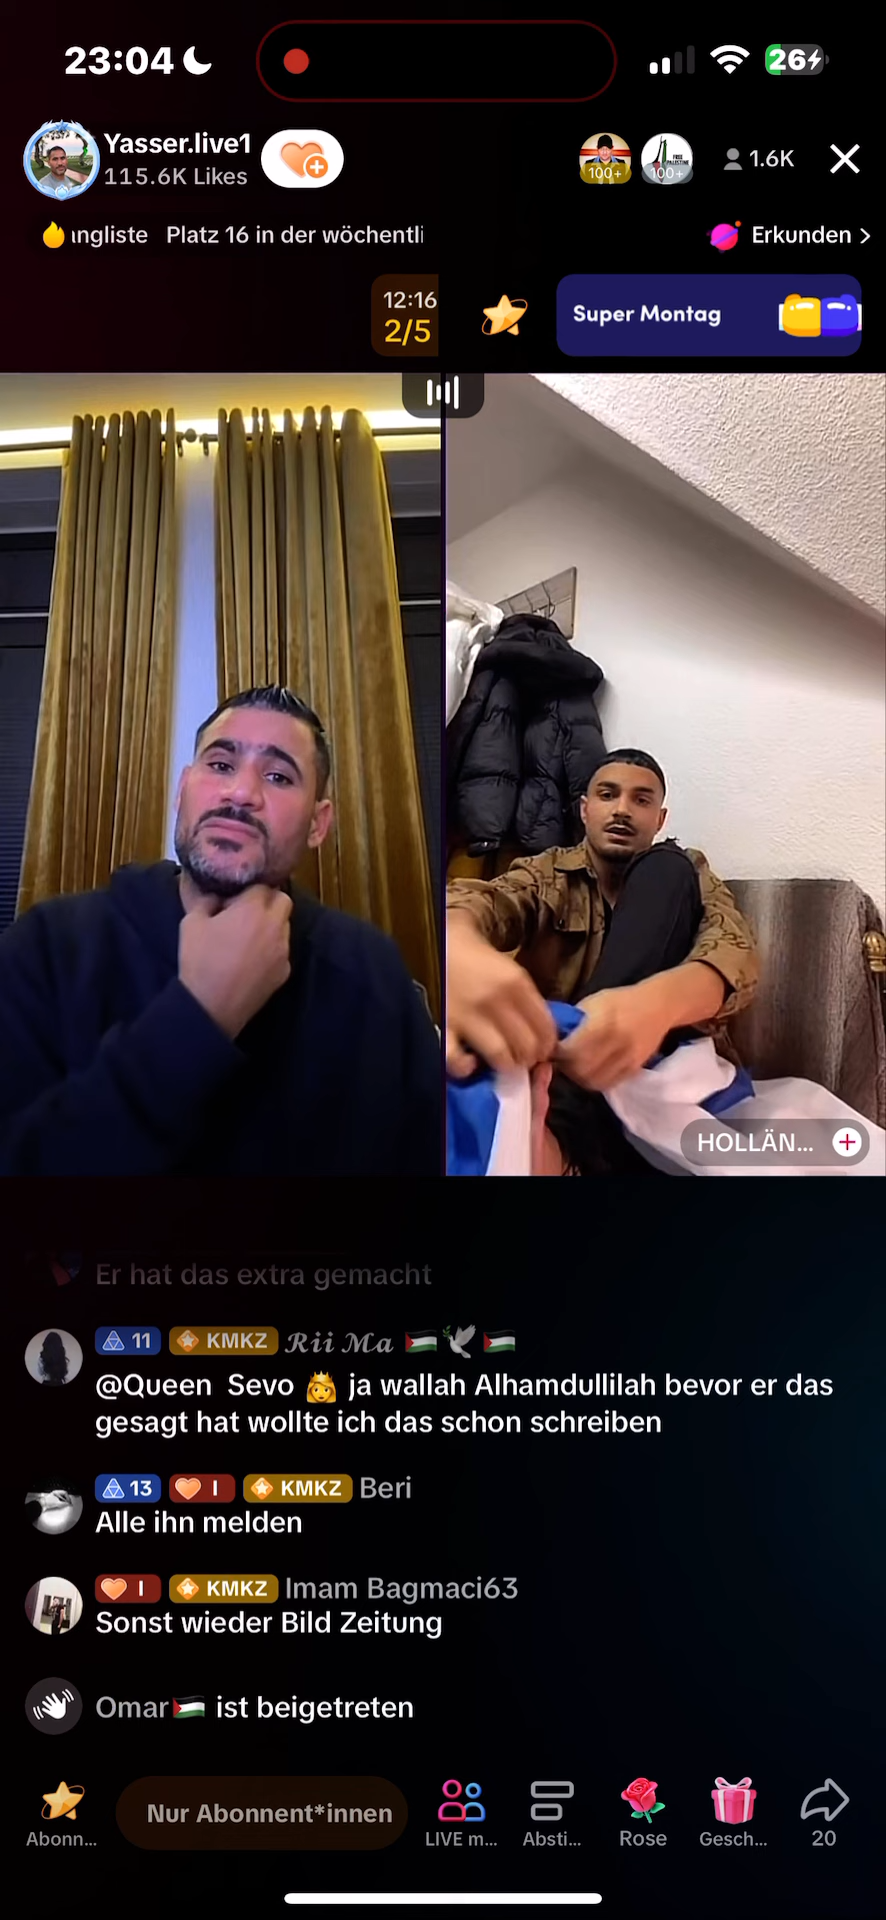 23:04
26
Yasser.live1
115.6K Likes
100+
100+
1.6K
ngliste Platz 16 in der wöchentli
Erkunden >
12:16
2/5
Super Montag
FREE
PALESTINE
HOLLÄN...
Er hat das extra gemacht
11 KMKZ Rii Ma
@Queen Sevo ja wallah Alhamdullilah bevor er das
gesagt hat wollte ich das schon schreiben
13 I KMKZ Beri
Alle ihn melden
I KMKZ Imam Bagmaci63
Sonst wieder Bild Zeitung
Omar ist beigetreten
Nur Abonnent*innen
Abonn...
LIVE m...
Absti...
Rose
Gesch...
20